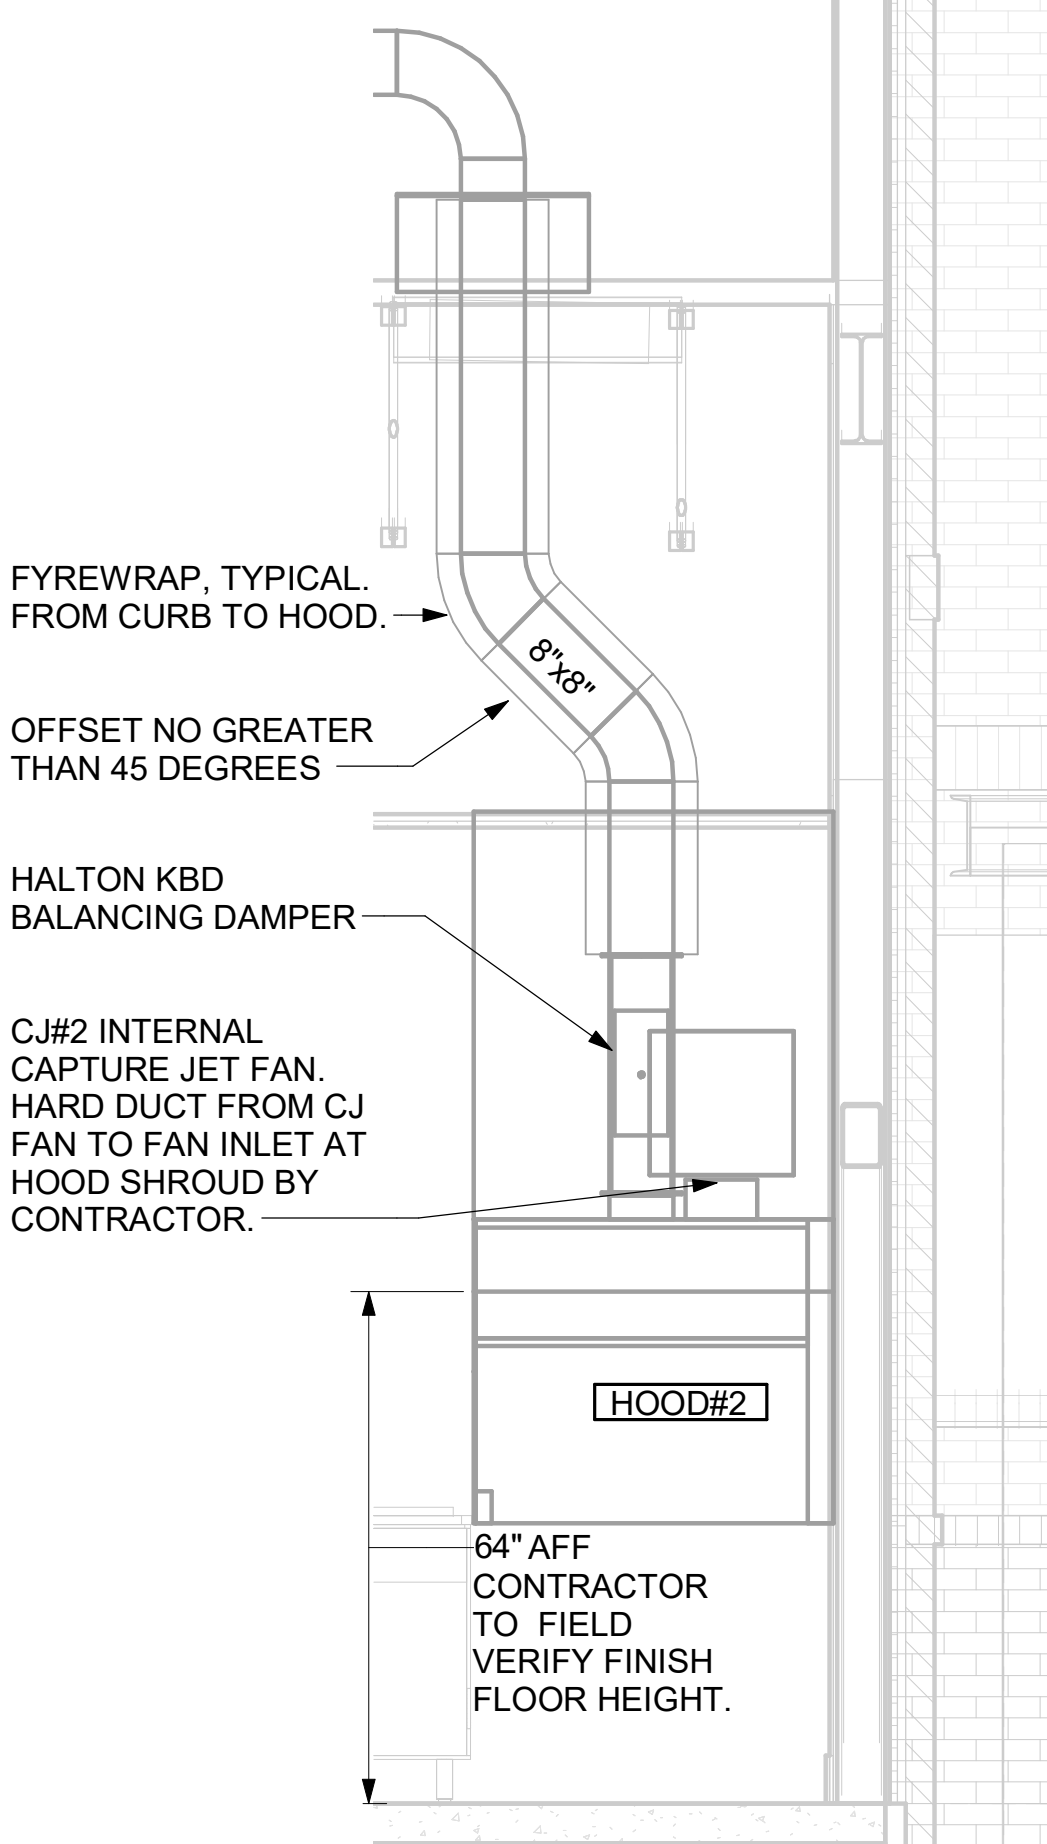 FYREWRAP, TYPICAL.
FROM CURB TO HOOD.
8"x8"
OFFSET NO GREATER
THAN 45 DEGREES
HALTON KBD
BALANCING DAMPER
CJ#2 INTERNAL
CAPTURE JET FAN.
HARD DUCT FROM CJ
FAN TO FAN INLET AT
HOOD SHROUD BY
CONTRACTOR.
HOOD#2
64" AFF
CONTRACTOR
TO FIELD
VERIFY FINISH
FLOOR HEIGHT.